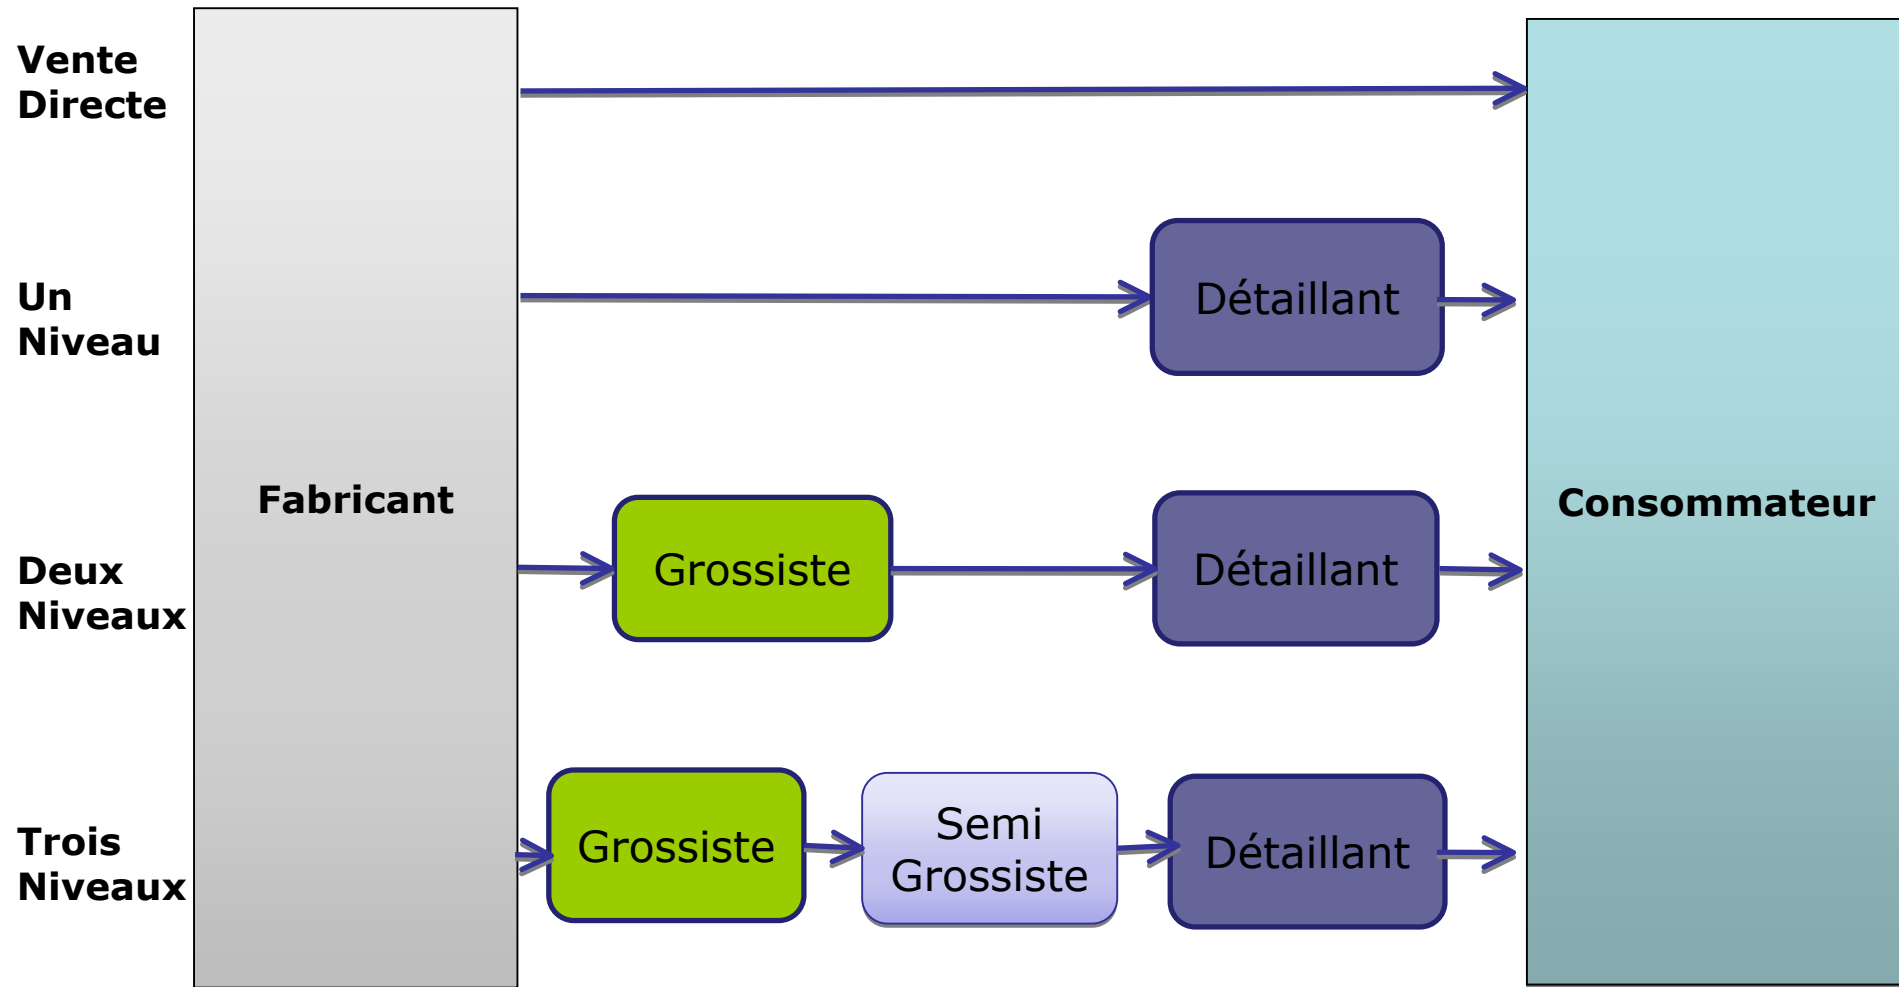 Vente
Directe
Un
Niveau
Détaillant
Fabricant
Consommateur
Deux
Niveaux
Grossiste
Détaillant
Trois
Niveaux
Grossiste
Semi
Grossiste
Détaillant